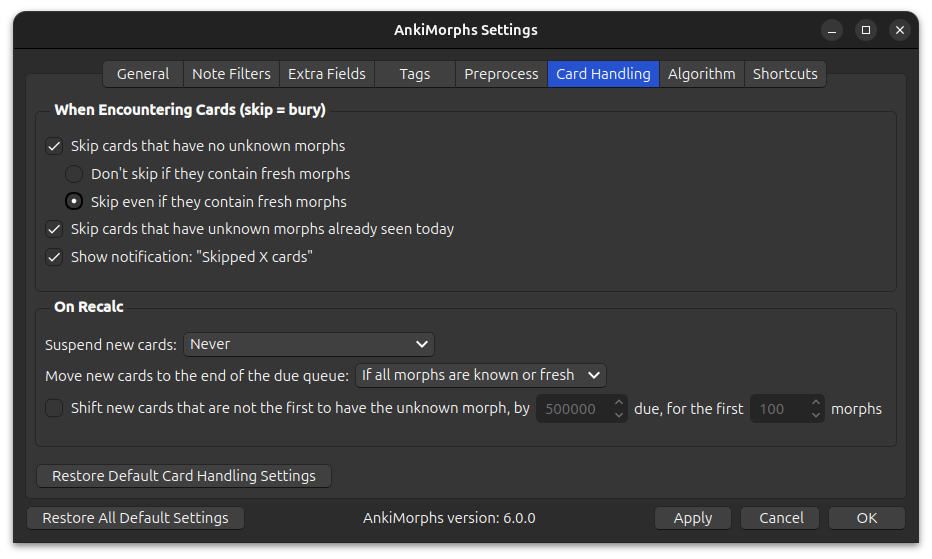 AnkiMorphs Settings
General Note Filters Extra Fields Tags Preprocess Card Handling Algorithm Shortcuts
When Encountering Cards (skip = bury)
Skip cards that have no unknown morphs
Don't skip if they contain fresh morphs
Skip even if they contain fresh morphs
Skip cards that have unknown morphs already seen today
Show notification: "Skipped X cards"
On Recalc
Suspend new cards: Never
Move new cards to the end of the due queue: If all morphs are known or fresh
Shift new cards that are not the first to have the unknown morph, by 500000 due, for the first 100 morphs
Restore Default Card Handling Settings
Restore All Default Settings AnkiMorphs version: 6.0.0 Apply Cancel OK